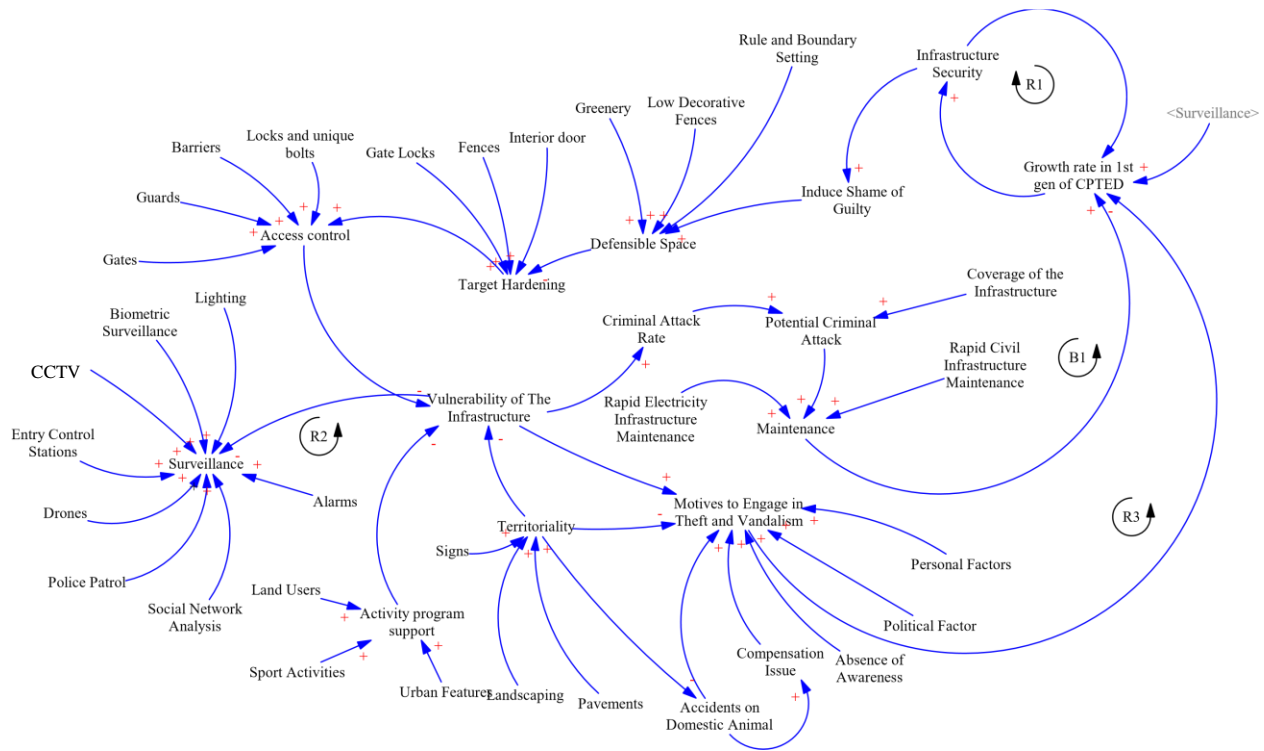 Rule and Boundary
Setting
Infrastructure
Security
R1
Low Decorative
Fences
Greenery
<Surveillance>
Locks and unique
bolts
Interior door
Fences
Barriers
Gate Locks
Growth rate in 1st
gen of CPTED
Induce Shame of
Guilty
Guards
Access control
Defensible Space
Gates
Target Hardening
Coverage of the
Infrastructure
Lighting
Biometric
Surveillance
Criminal Attack
Rate
Potential Criminal
Attack
Rapid Civil
Infrastructure
Maintenance
B1
CCTV
Vulnerability of The
Infrastructure
Rapid Electricity
Infrastructure
Maintenance
Maintenance
Entry Control
Stations
R2
Surveillance
Alarms
Drones
Motives to Engage in
Theft and Vandalism
R3
Territoriality
Signs
Personal Factors
Police Patrol
Social Network
Analysis
Land Users
Activity program
support
Political Factor
Sport Activities
Compensation
Issue
Absence of
Awareness
Urban Features
Landscaping
Pavements
Accidents on
Domestic Animal